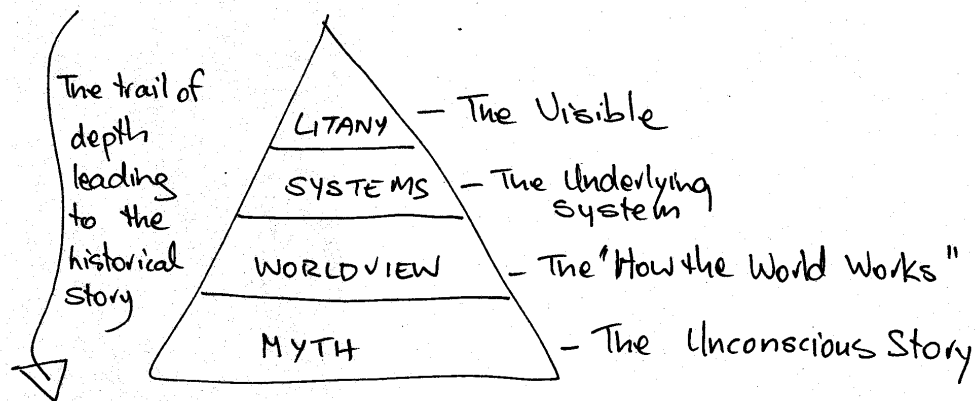 The trail of
depth
leading
to the
historical
story
LITANY
- The Visible
SYSTEMS
- The Underlying
system
WORLDVIEW
- The "How the World Works"
MYTH
- The Unconscious Story